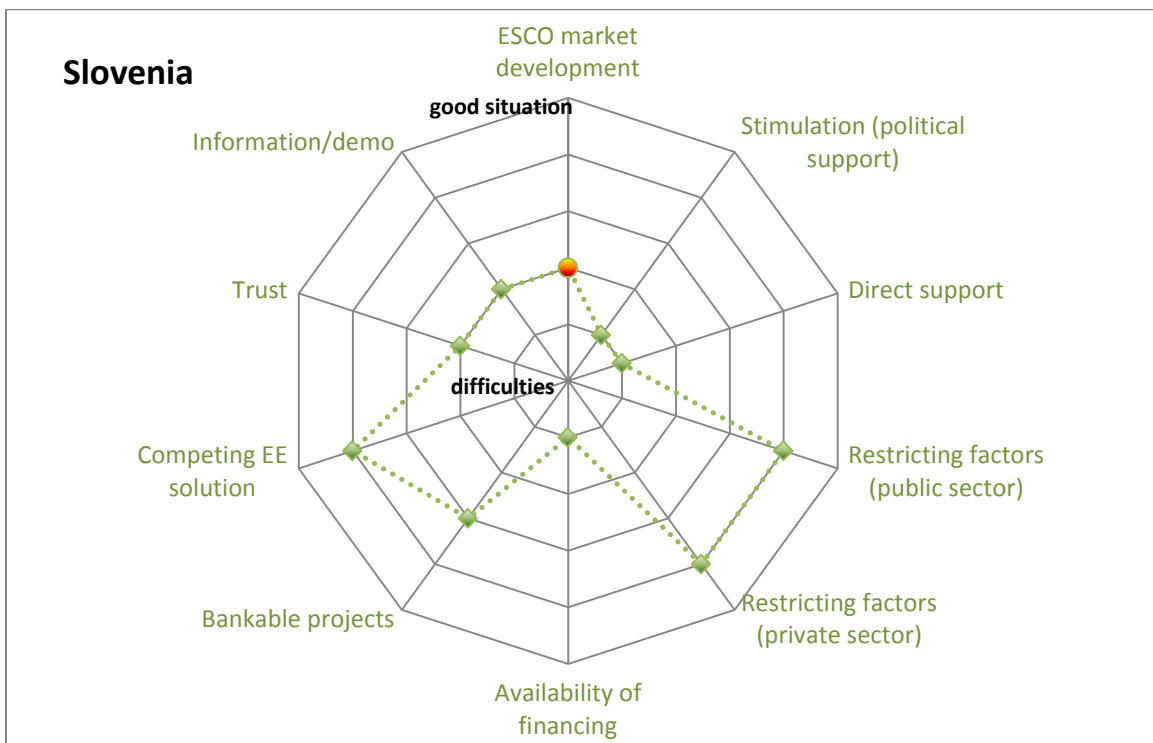 Slovenia
ESCO market
development
good situation
Stimulation (political
support)
Information/demo
Direct support
Trust
difficulties
Restricting factors
(public sector)
Competing EE
solution
Restricting factors
(private sector)
Bankable projects
Availability of
financing